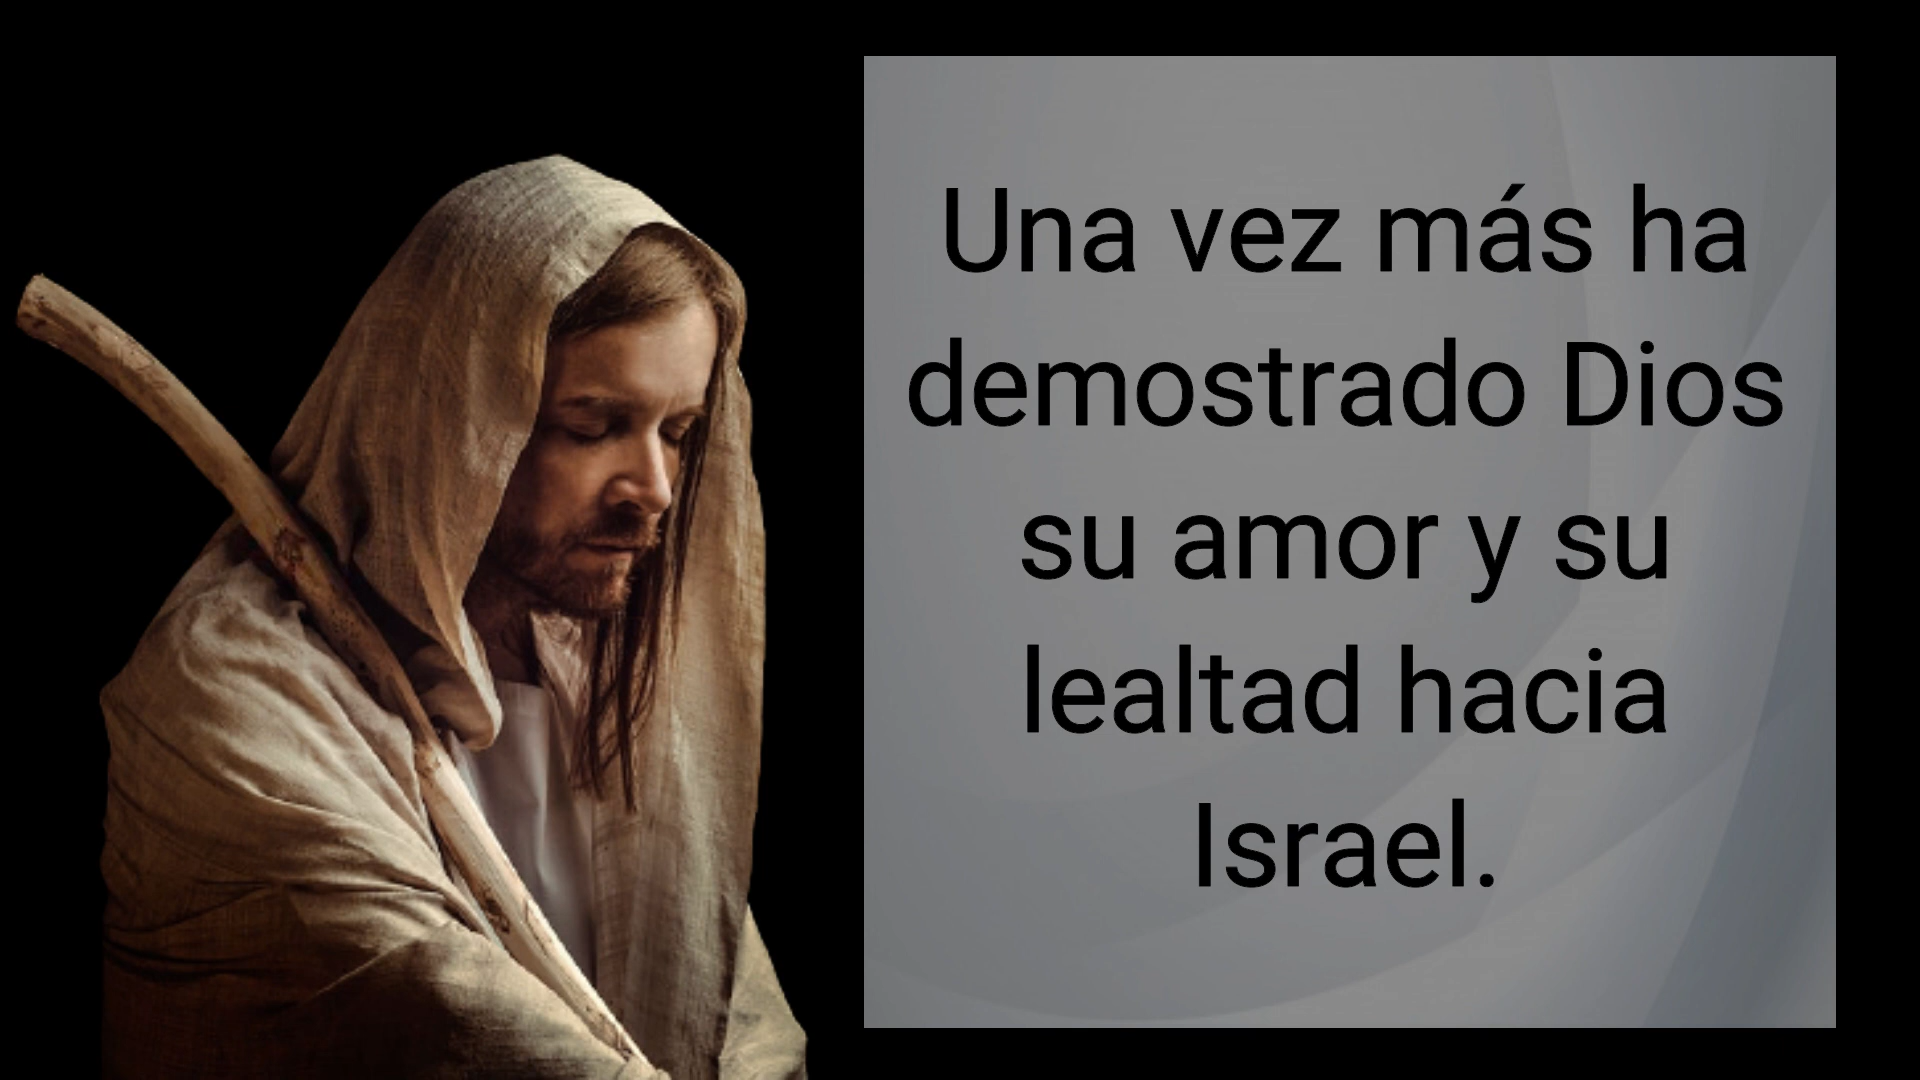 Una vez más ha
demostrado Dios
su amor y su
lealtad hacia
Israel.